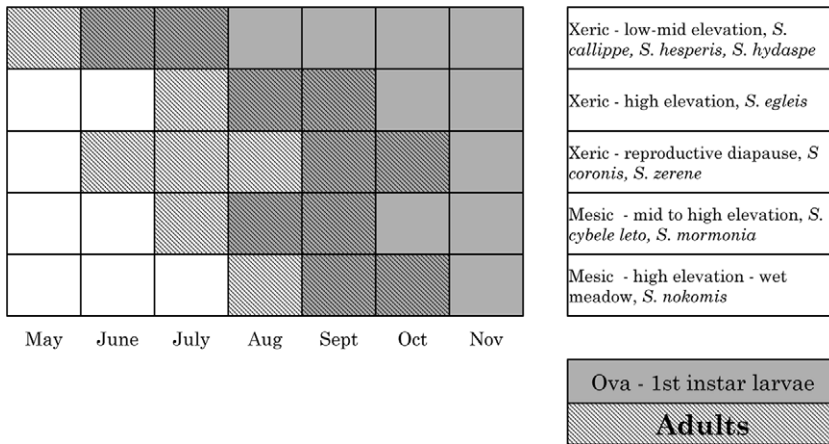 Xeric - low-mid elevation, S.
callippe, S. hesperis, S. hydaspe
Xeric - high elevation, S. egleis
Xeric - reproductive diapause, S
coronis, S. zerene
Mesic - mid to high elevation, S.
cybele leto, S. mormonia
Mesic - high elevation - wet
meadow, S. nokomis
May June July Aug Sept Oct Nov
Ova - 1st instar larvae
Adults